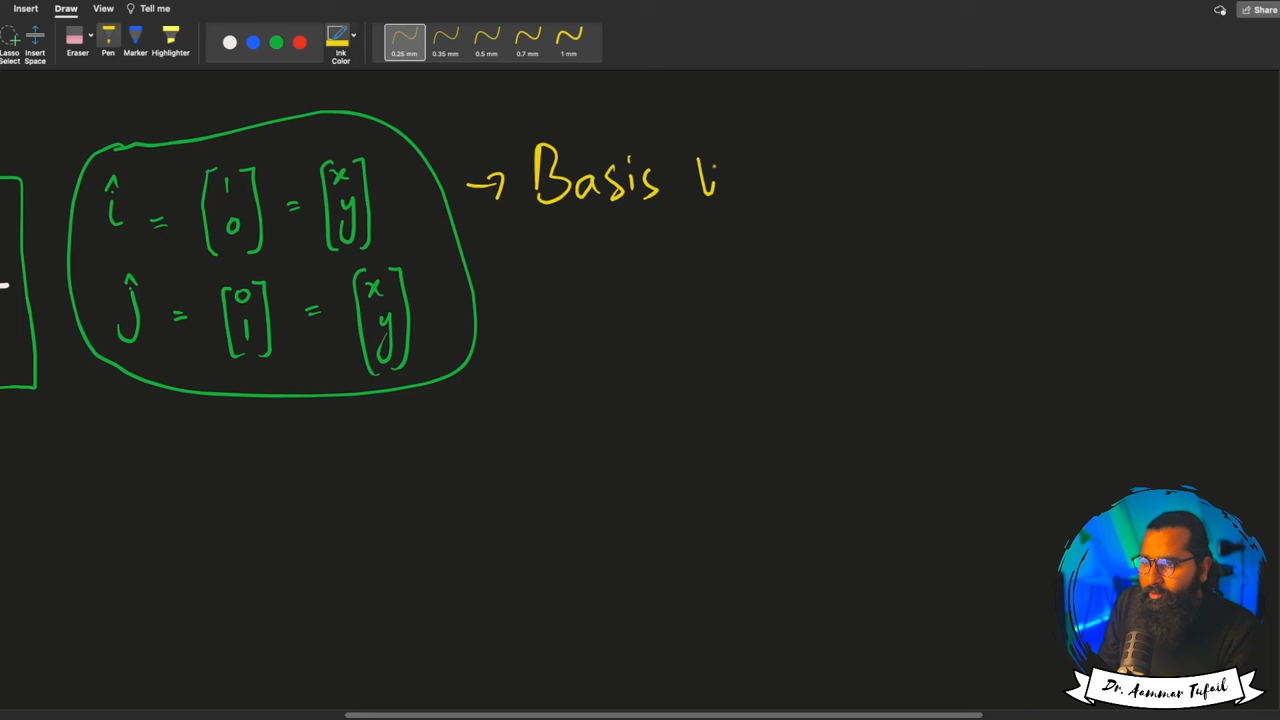 Insert Draw View Tell me
Share
Lasso Select
Insert Space
Eraser
Pen
Marker
Highlighter
Ink Color
0.25 mm
0.35 mm
0.5 mm
0.7 mm
1 mm
î = [1 0] = [x y]
ĵ = [0 1] = [x y]
→ Basis
Dr. Aammar Tufail